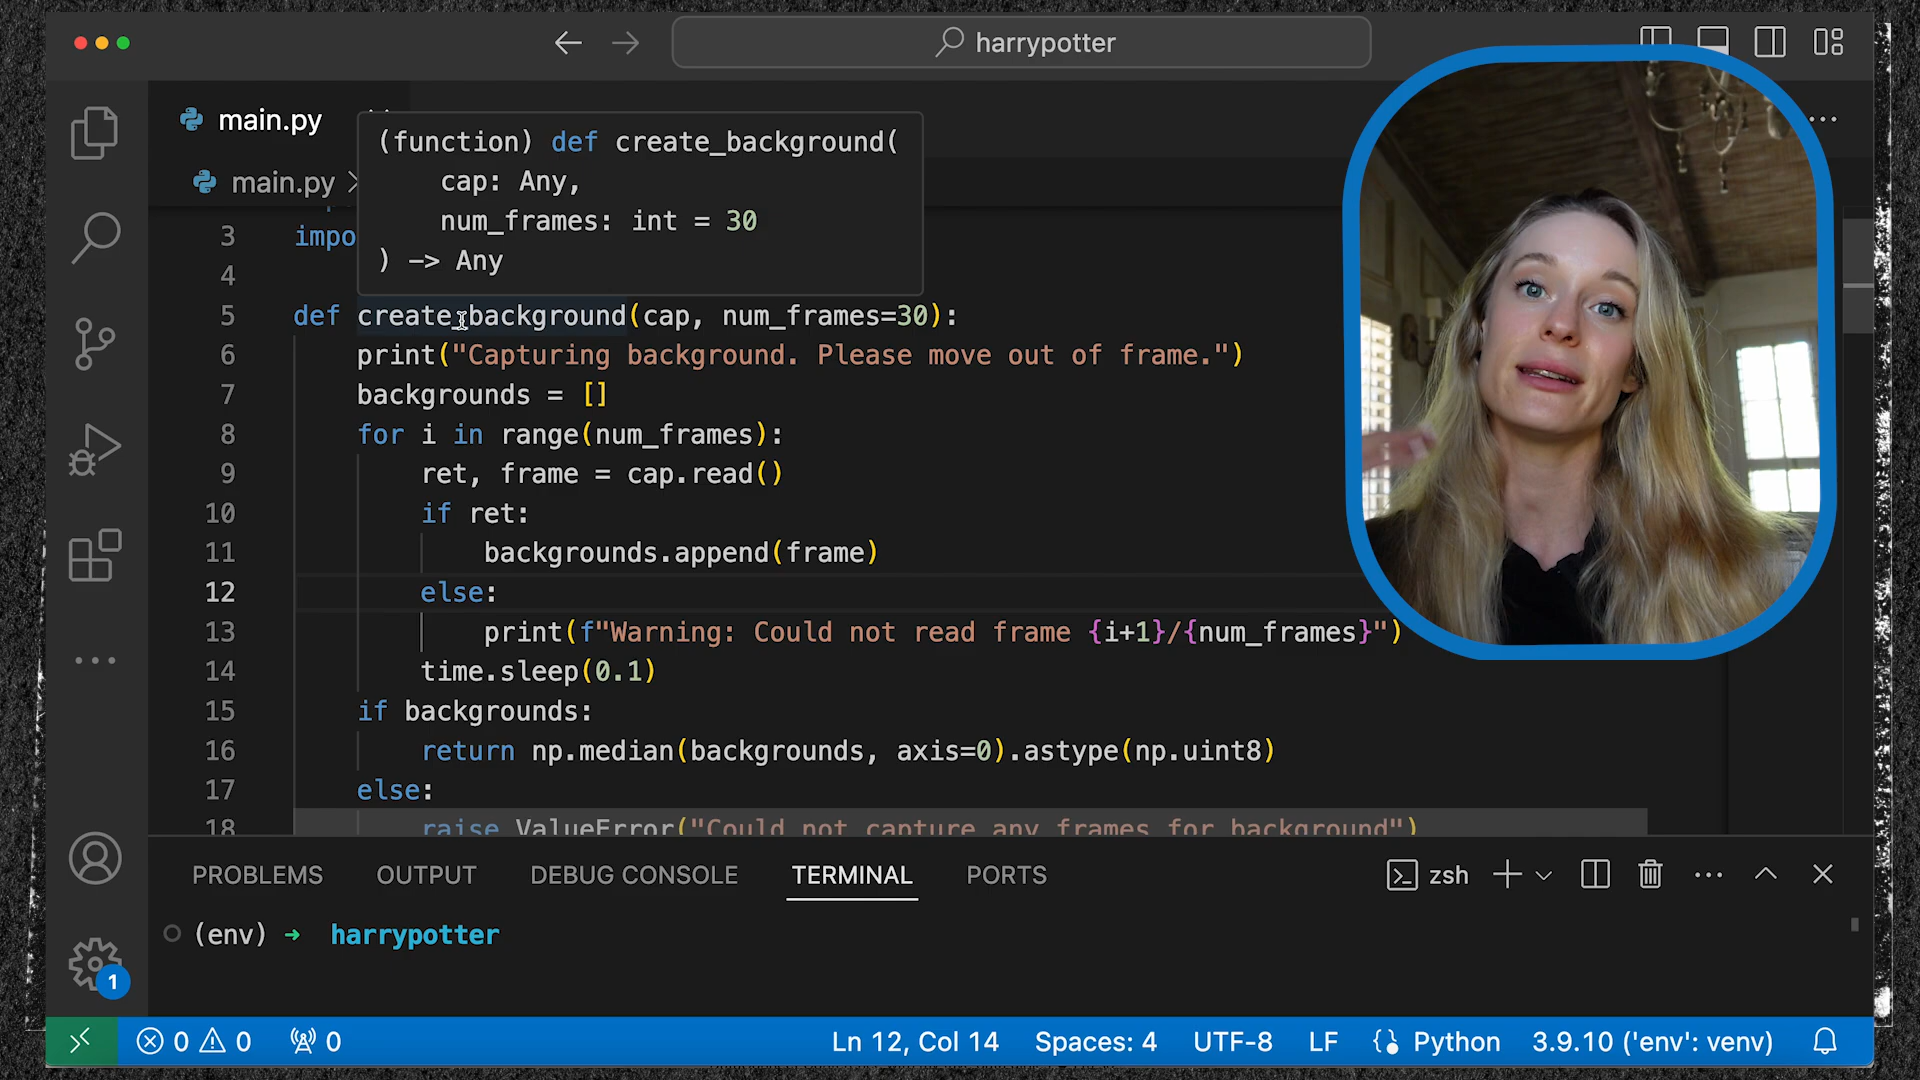 harrypotter
main.py
main.py
(function) def create_background(
cap: Any,
num_frames: int = 30
) -> Any
3 impo
4
5 def create_background(cap, num_frames=30):
6 print("Capturing background. Please move out of frame.")
7 backgrounds = []
8 for i in range(num_frames):
9 ret, frame = cap.read()
10 if ret:
11 backgrounds.append(frame)
12 else:
13 print(f"Warning: Could not read frame {i+1}/{num_frames}")
14 time.sleep(0.1)
15 if backgrounds:
16 return np.median(backgrounds, axis=0).astype(np.uint8)
17 else:
18 raise ValueError("Could not capture any frames for background")
PROBLEMS OUTPUT DEBUG CONSOLE TERMINAL PORTS zsh
(env) → harrypotter
1
0 0 0 Ln 12, Col 14 Spaces: 4 UTF-8 LF Python 3.9.10 ('env': venv)